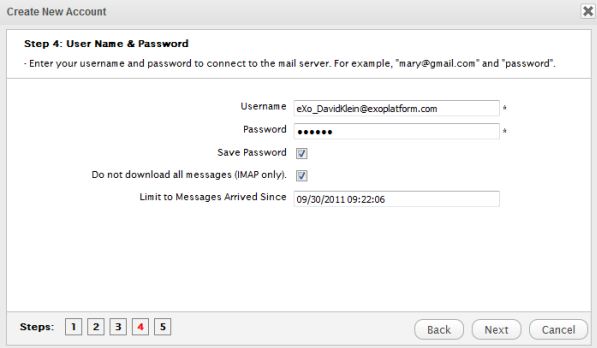 Create New Account
Step 4: User Name & Password
- Enter your username and password to connect to the mail server. For example, "mary@gmail.com" and "password".
Username eXo_DavidKlein@exoplatform.com *
Password ●●●●●● *
Save Password
Do not download all messages (IMAP only).
Limit to Messages Arrived Since 09/30/2011 09:22:06
Steps: 1 2 3 4 5 Back Next Cancel